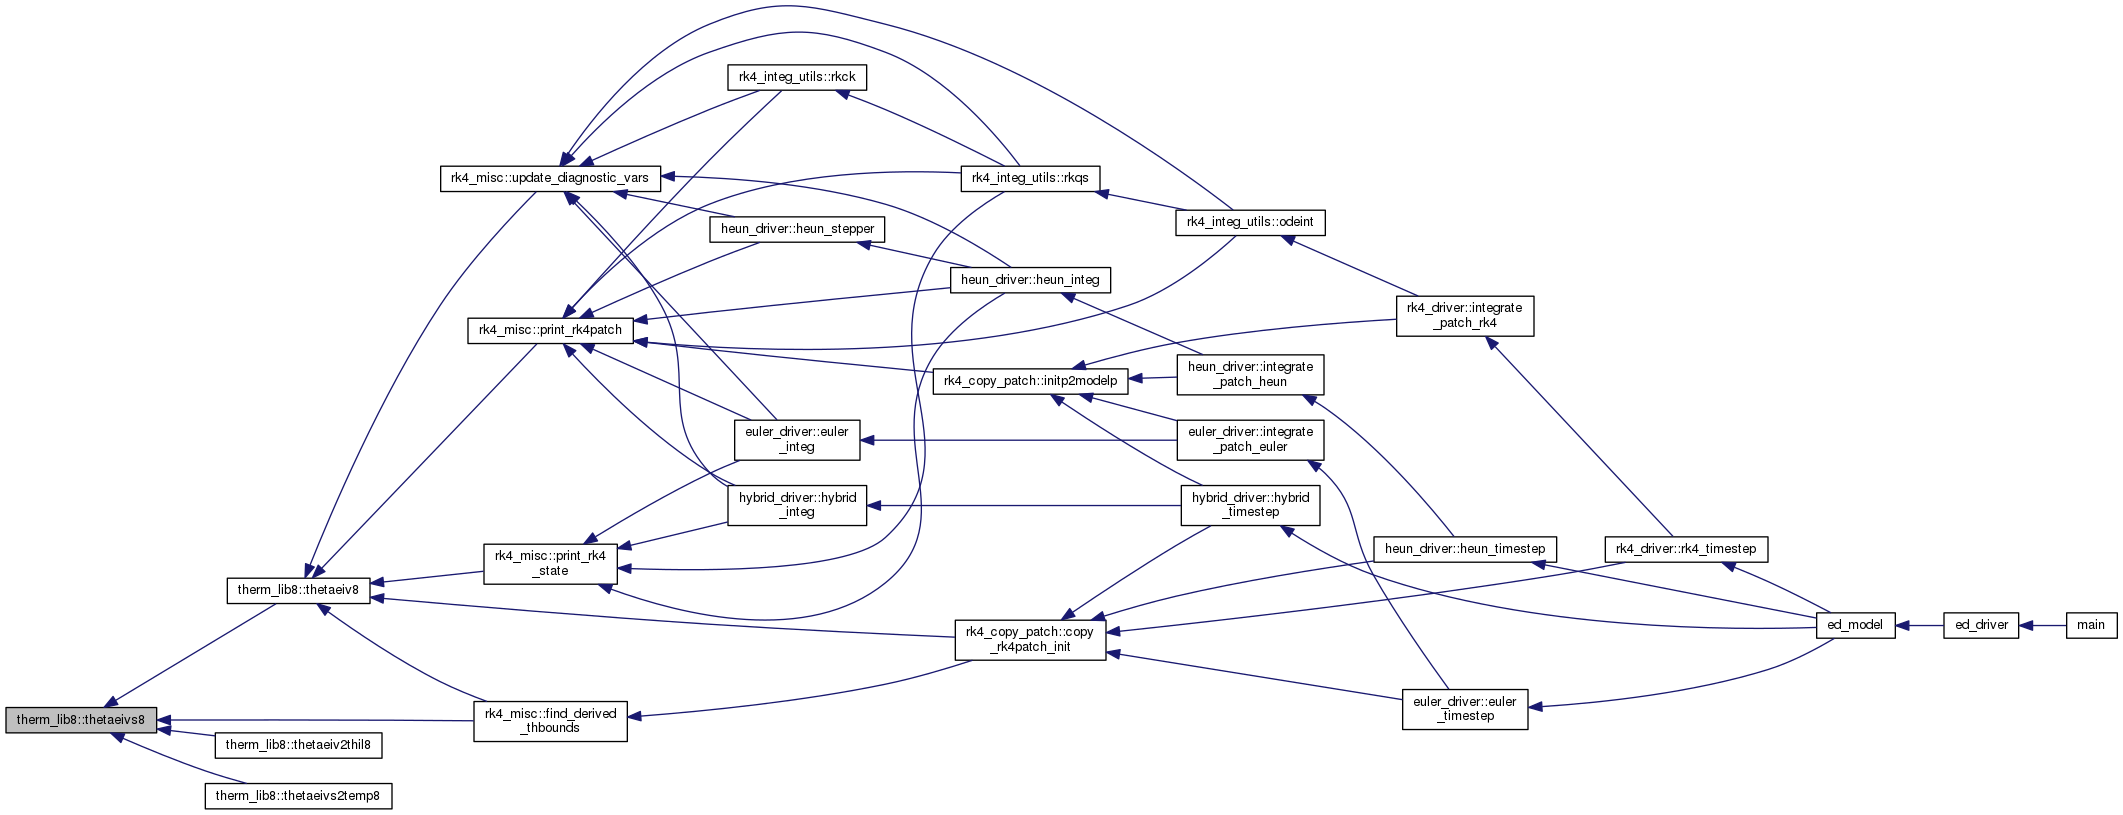 rk4_integ_utils::rkck
rk4_misc::update_diagnostic_vars
rk4_integ_utils::rkqs
heun_driver::heun_stepper
rk4_integ_utils::odeint
heun_driver::heun_integ
rk4_driver::integrate
_patch_rk4
rk4_misc::print_rk4patch
heun_driver::integrate
_patch_heun
rk4_copy_patch::initp2modelp
euler_driver::euler
_integ
euler_driver::integrate
_patch_euler
hybrid_driver::hybrid
_integ
hybrid_driver::hybrid
_timestep
heun_driver::heun_timestep
rk4_driver::rk4_timestep
rk4_misc::print_rk4
_state
therm_lib8::thetaeiv8
rk4_copy_patch::copy
_rk4patch_init
ed_model
ed_driver
main
therm_lib8::thetaeivs8
rk4_misc::find_derived
_thbounds
euler_driver::euler
_timestep
therm_lib8::thetaeiv2thil8
therm_lib8::thetaeivs2temp8